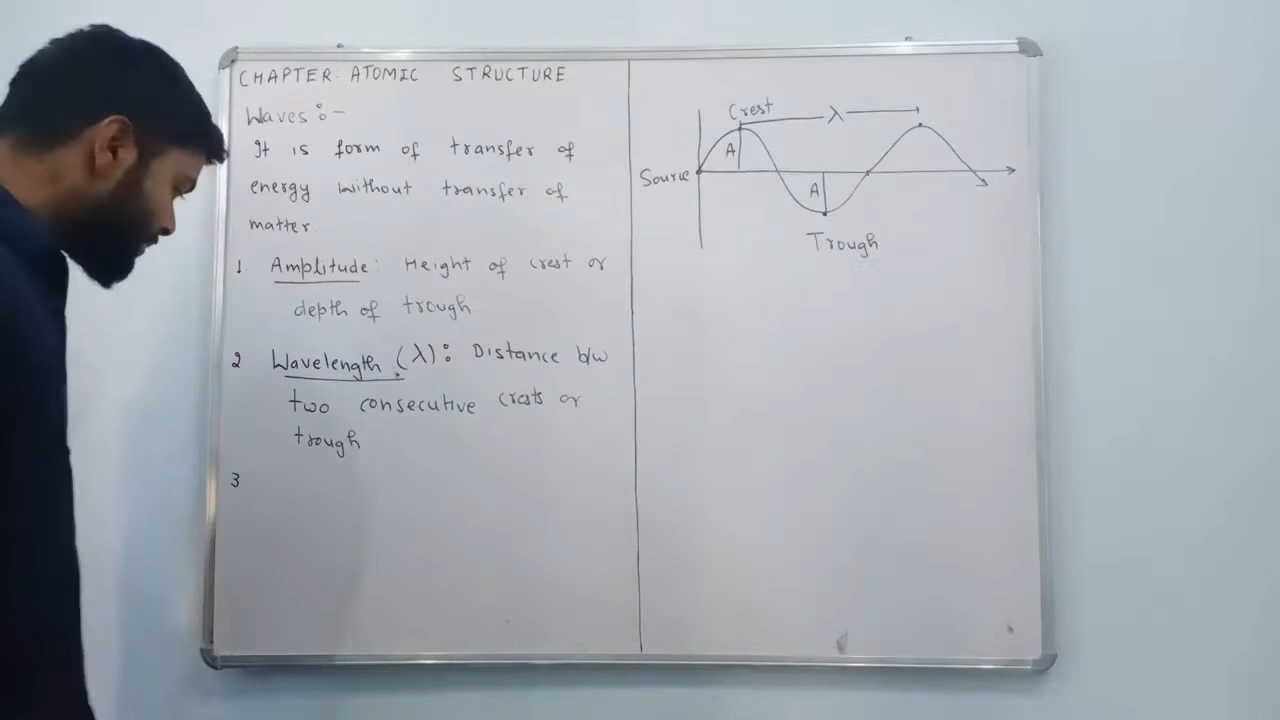 CHAPTER: ATOMIC STRUCTURE
Waves :-
It is form of transfer of
energy without transfer of
matter.
1 Amplitude: Height of crest or
depth of trough
2 Wavelength (λ): Distance b/w
two consecutive crests or
trough
3
Crest λ
A
Source
A
Trough